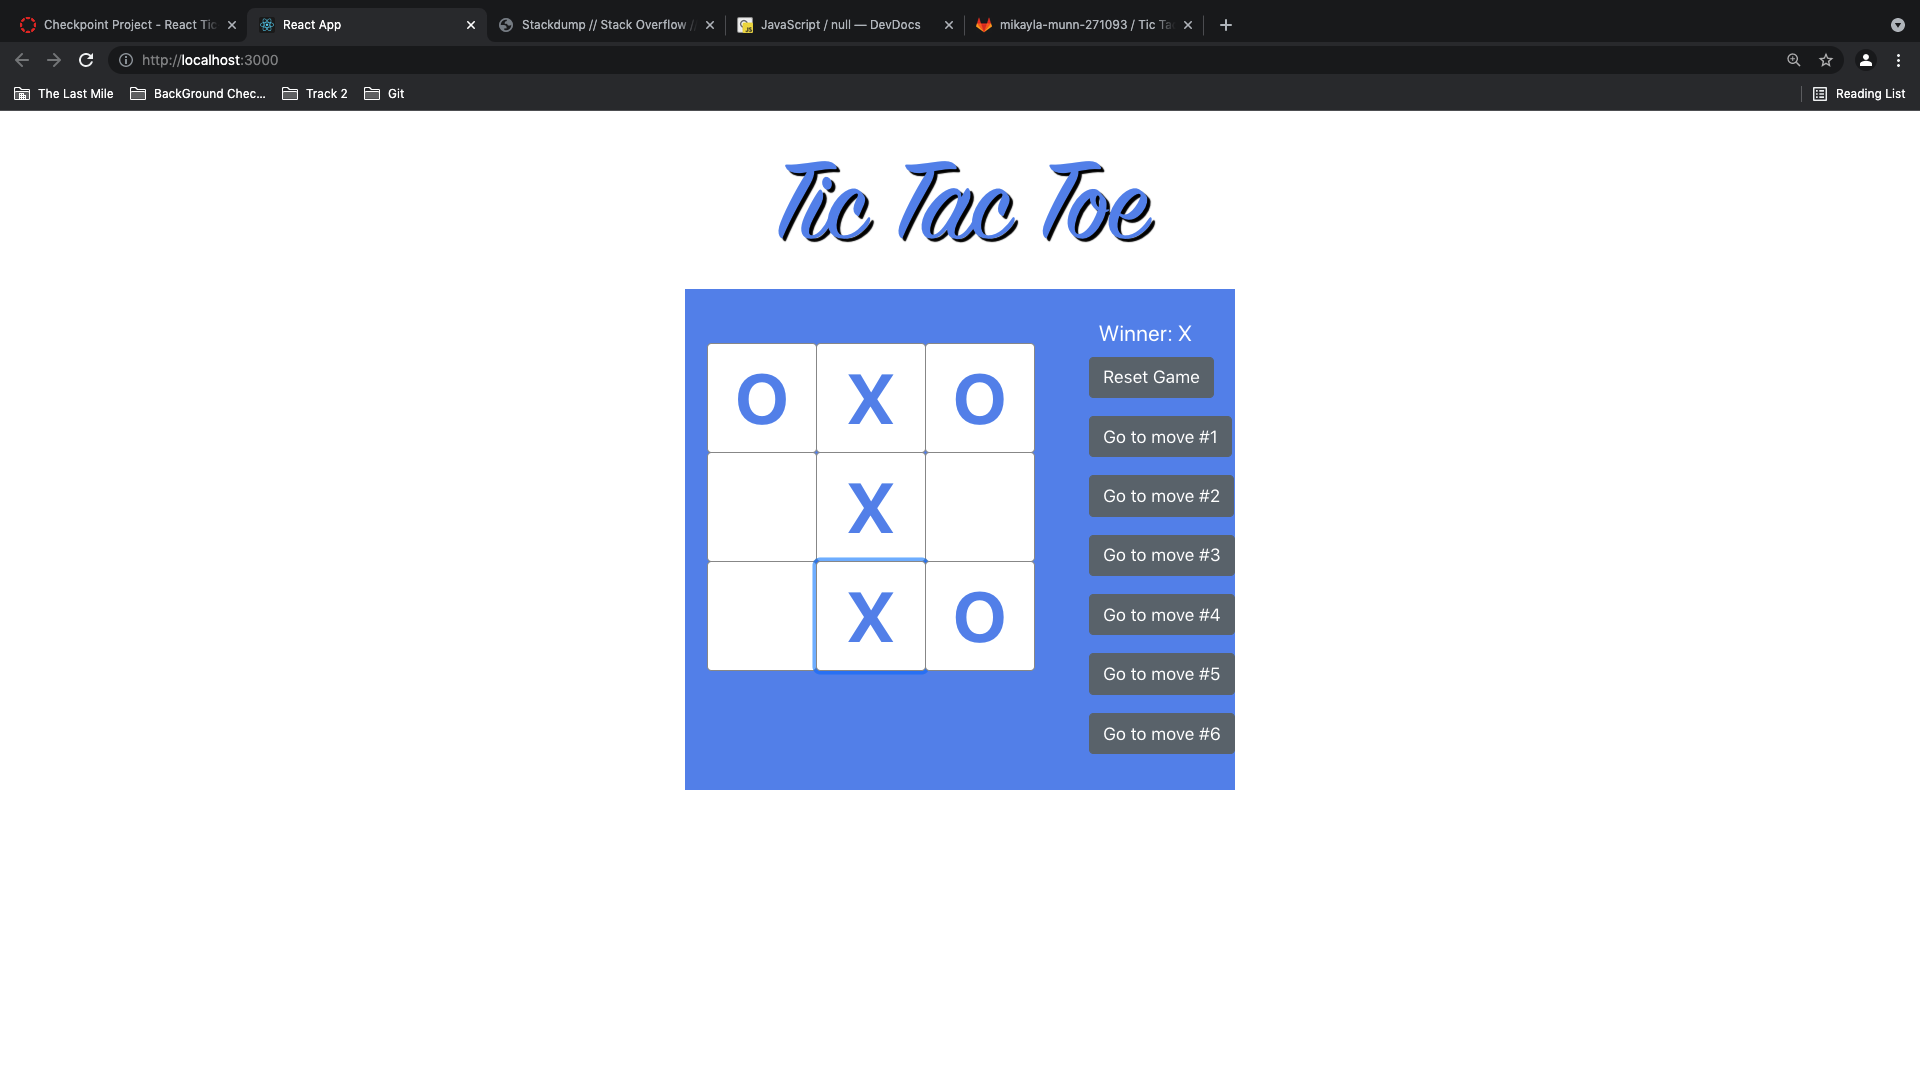 Checkpoint Project - React Tic
React App
Stackdump // Stack Overflow /
JavaScript / null — DevDocs
mikayla-munn-271093 / Tic Ta
http://localhost:3000
The Last Mile
BackGround Chec...
Track 2
Git
Reading List
Tic Tac Toe
Winner: X
Reset Game
O X O
X
X O
Go to move #1
Go to move #2
Go to move #3
Go to move #4
Go to move #5
Go to move #6